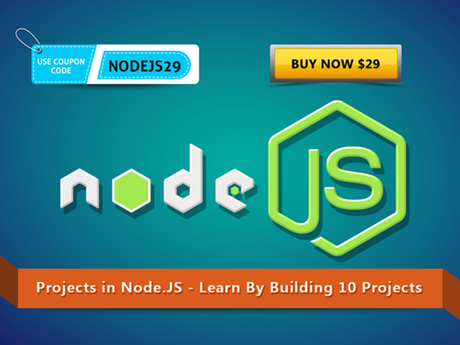 USE COUPON
CODE
NODEJS29
BUY NOW $29
node
JS
Projects in Node.JS - Learn By Building 10 Projects